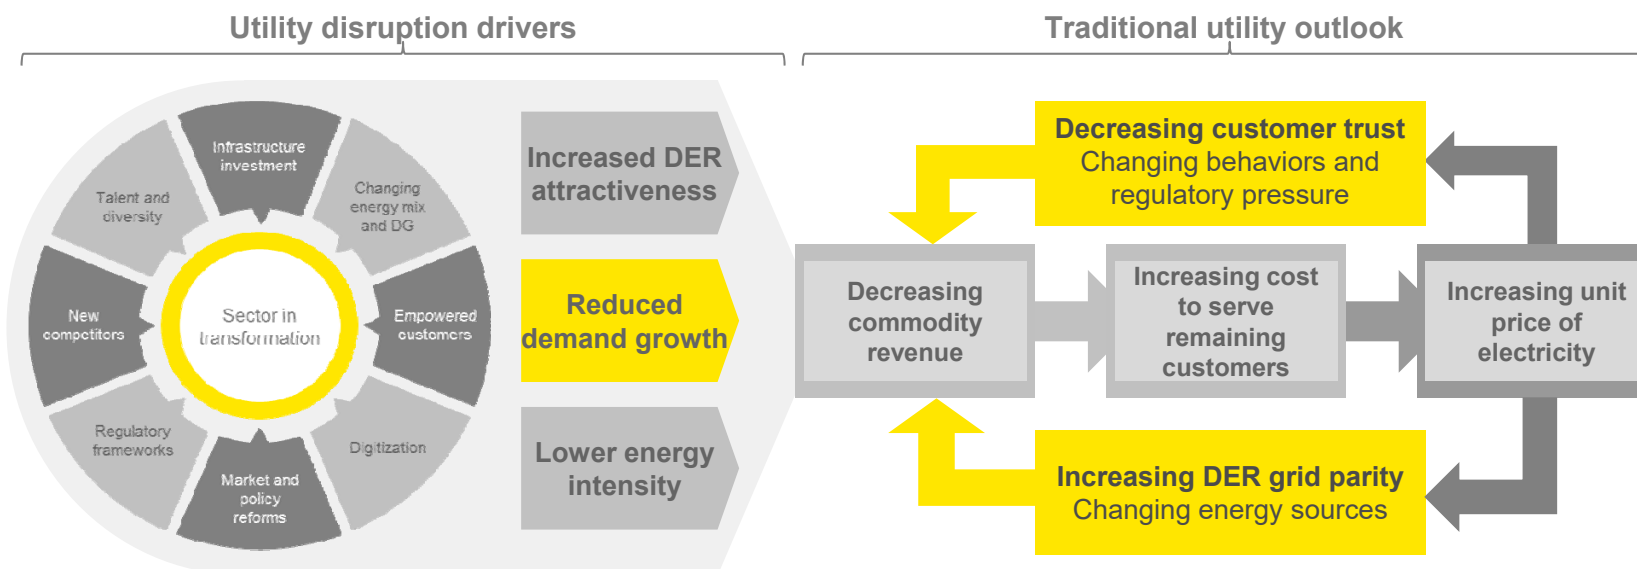 Utility disruption drivers
Traditional utility outlook
Infrastructure
investment
Changing
energy mix
and DG
Empowered
customers
Digitization
Market and
policy
reforms
Regulatory
frameworks
New
competitors
Talent and
diversity
Sector in
transformation
Increased DER
attractiveness
Reduced
demand growth
Lower energy
intensity
Decreasing customer trust
Changing behaviors and
regulatory pressure
Decreasing
commodity
revenue
Increasing cost
to serve
remaining
customers
Increasing unit
price of
electricity
Increasing DER grid parity
Changing energy sources